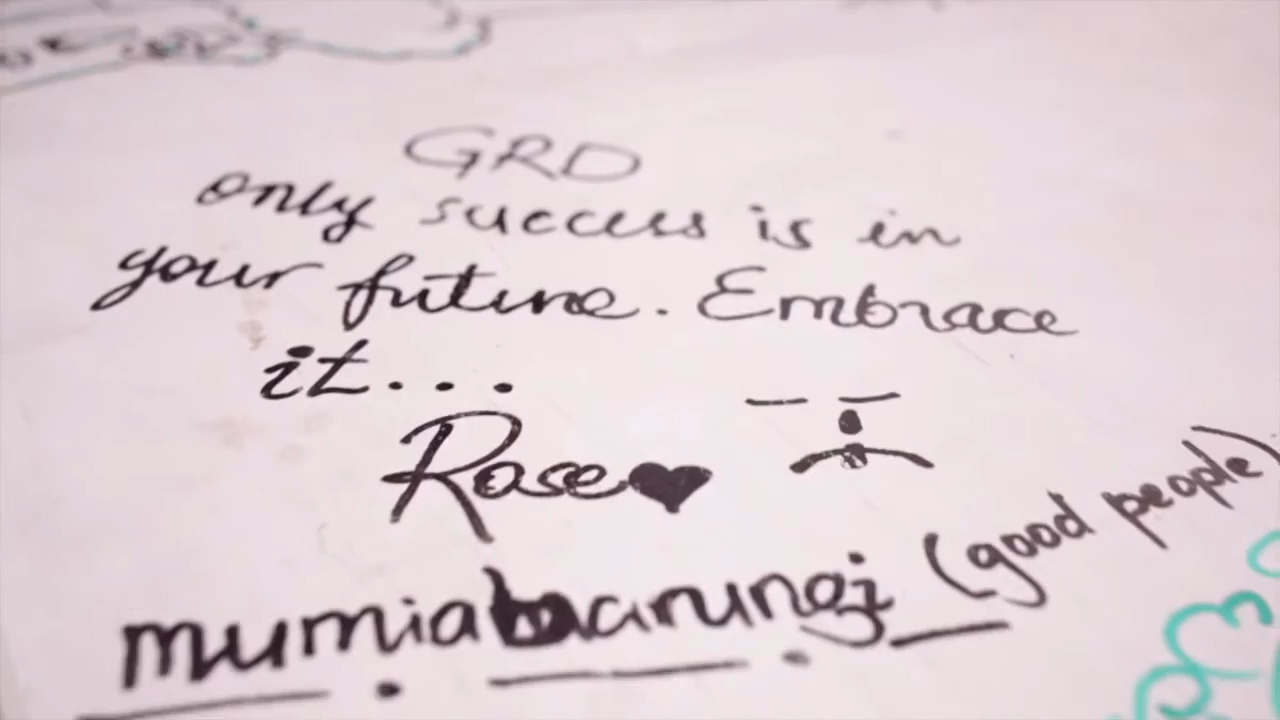 GRD
only success is in
your future. Embrace
it...
Rose
(good people)